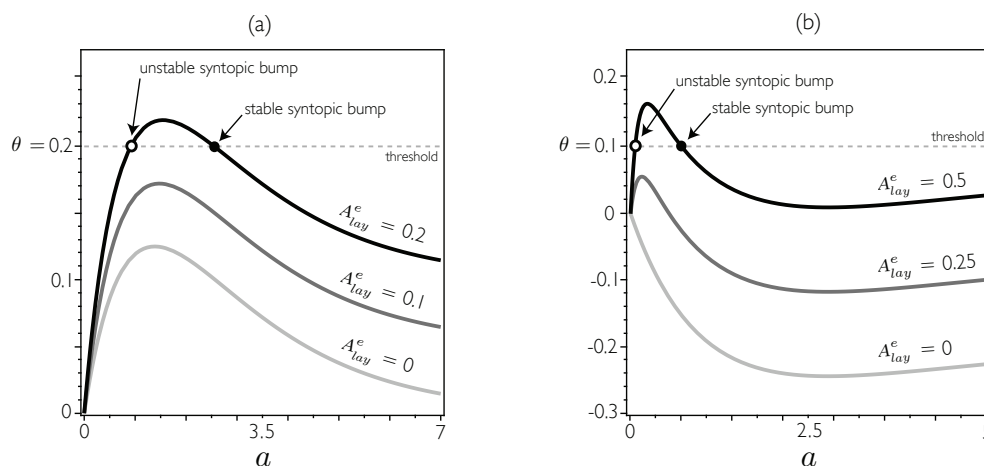 (a)
unstable syntopic bump
stable syntopic bump
θ = 0.2
threshold
A^e_lay = 0.2
0.1
A^e_lay = 0.1
A^e_lay = 0
0
0
3.5
7
a
(b)
0.2
unstable syntopic bump
stable syntopic bump
θ = 0.1
threshold
A^e_lay = 0.5
0
A^e_lay = 0.25
-0.1
-0.2
A^e_lay = 0
-0.3
0
2.5
a